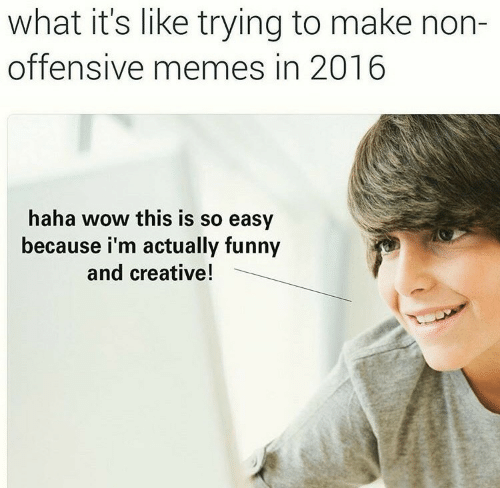 what it's like trying to make non-
offensive memes in 2016
haha wow this is so easy
because i'm actually funny
and creative!